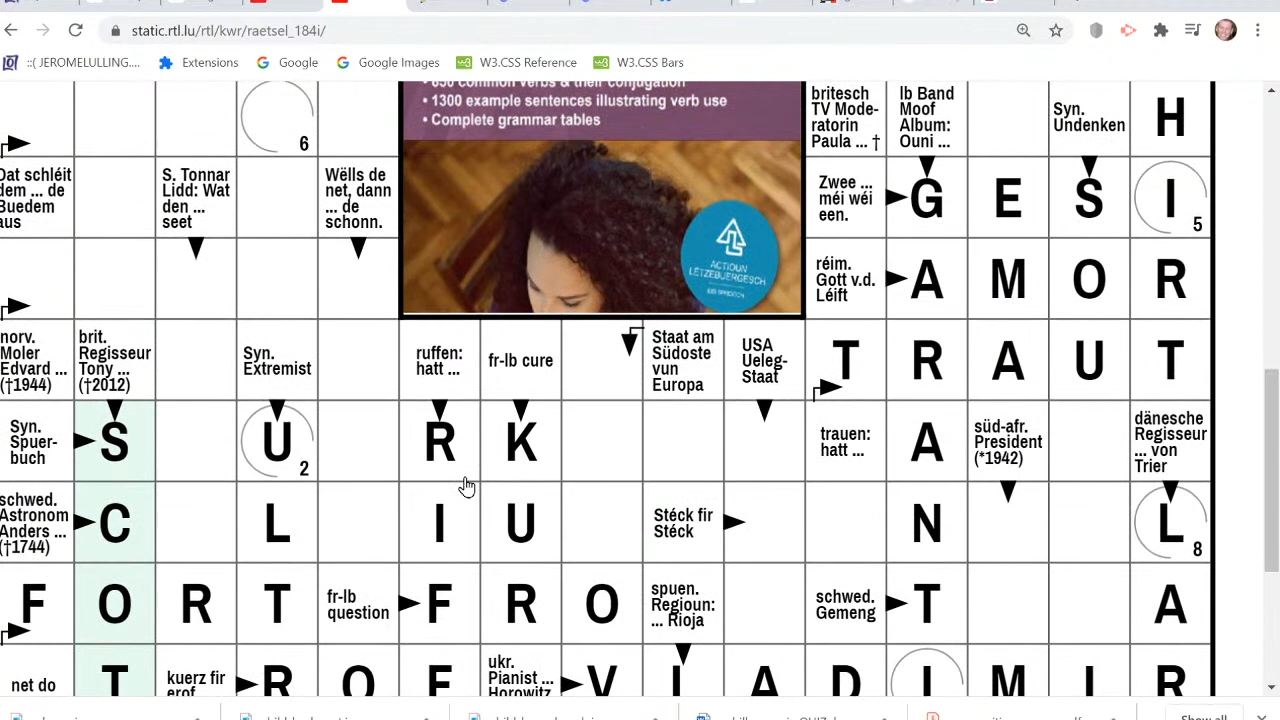 static.rtl.lu/rtl/kwr/raetsel_184i/
::( JEROMELULLING....
Extensions
Google
Google Images
W3.CSS Reference
W3.CSS Bars
• 1300 example sentences illustrating verb use
• Complete grammar tables
ACTIOUN
LËTZEBUERGESCH
britesch
TV Mode-
ratorin
Paula ... †
lb Band
Moof
Album:
Ouni ...
Syn.
Undenken
H
6
Dat schléit
dem ... de
Buedem
aus
S. Tonnar
Lidd: Wat
den ...
seet
Wëlls de
net, dann
... de
schonn.
Zwee ...
méi wéi
een.
G E S I
5
réim.
Gott v.d.
Léift
A M O R
norv.
Moler
Edvard ...
(†1944)
brit.
Regisseur
Tony ...
(†2012)
Syn.
Extremist
ruffen:
hatt ...
fr-lb cure
Staat am
Südoste
vun
Europa
USA
Ueleg-
Staat
T R A U T
Syn.
Spuer-
buch
S U R K
2
trauen:
hatt ...
A
süd-afr.
President
(*1942)
dänesche
Regisseur
... von
Trier
schwed.
Astronom
Anders ...
(†1744)
C L I U
Stéck fir
Stéck
N L
8
F O R T
fr-lb
question
F R O
spuen.
Regioun:
... Rioja
schwed.
Gemeng
T A
net do
T
kuerz fir
erof
R O F
ukr.
Pianist ...
Horowitz
V L A D I M I R
Show all